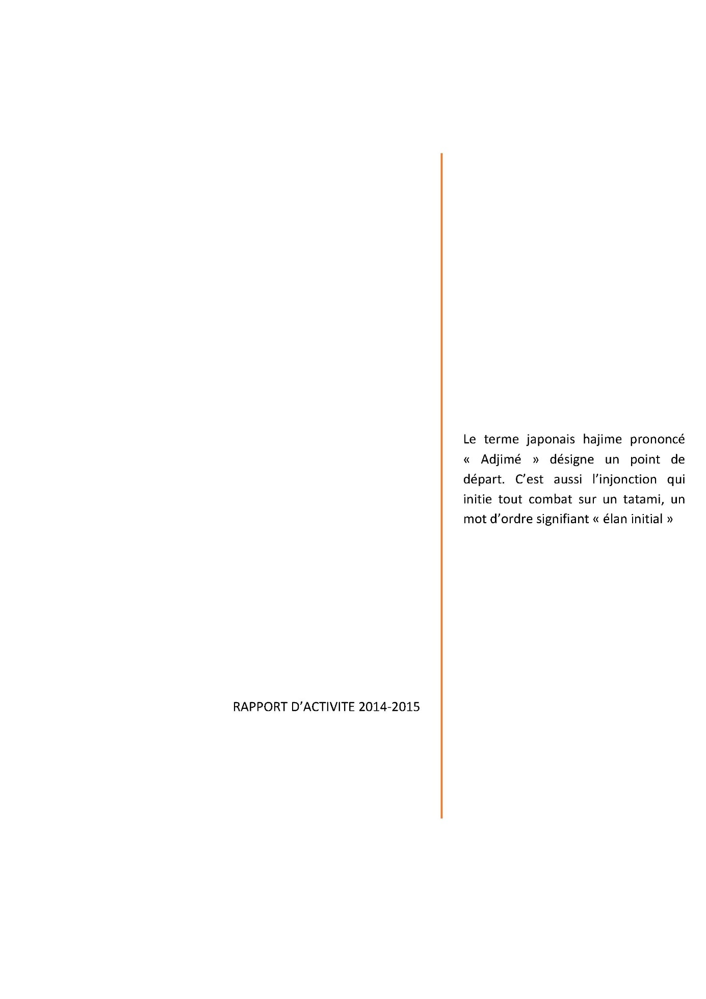 Le terme japonais hajime prononcé
« Adjimé » désigne un point de
départ. C’est aussi l’injonction qui
initie tout combat sur un tatami, un
mot d’ordre signifiant « élan initial »
RAPPORT D’ACTIVITE 2014-2015